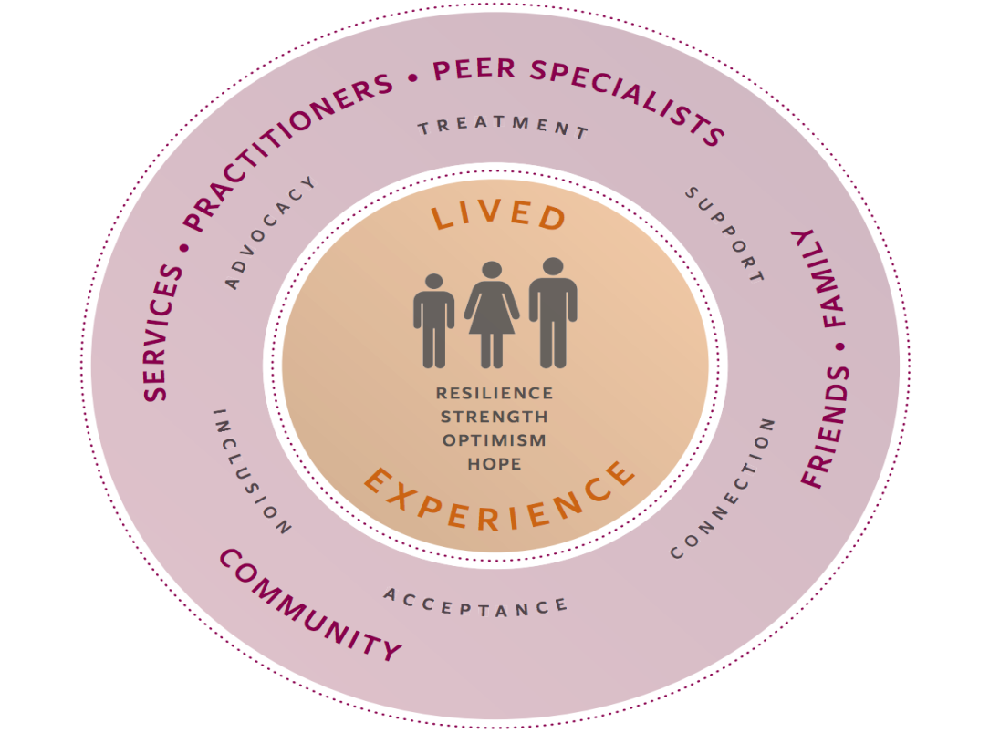 SERVICES • PRACTITIONERS • PEER SPECIALISTS
TREATMENT
ADVOCACY
SUPPORT
FRIENDS • FAMILY
LIVED
RESILIENCE
STRENGTH
OPTIMISM
HOPE
EXPERIENCE
INCLUSION
CONNECTION
ACCEPTANCE
COMMUNITY